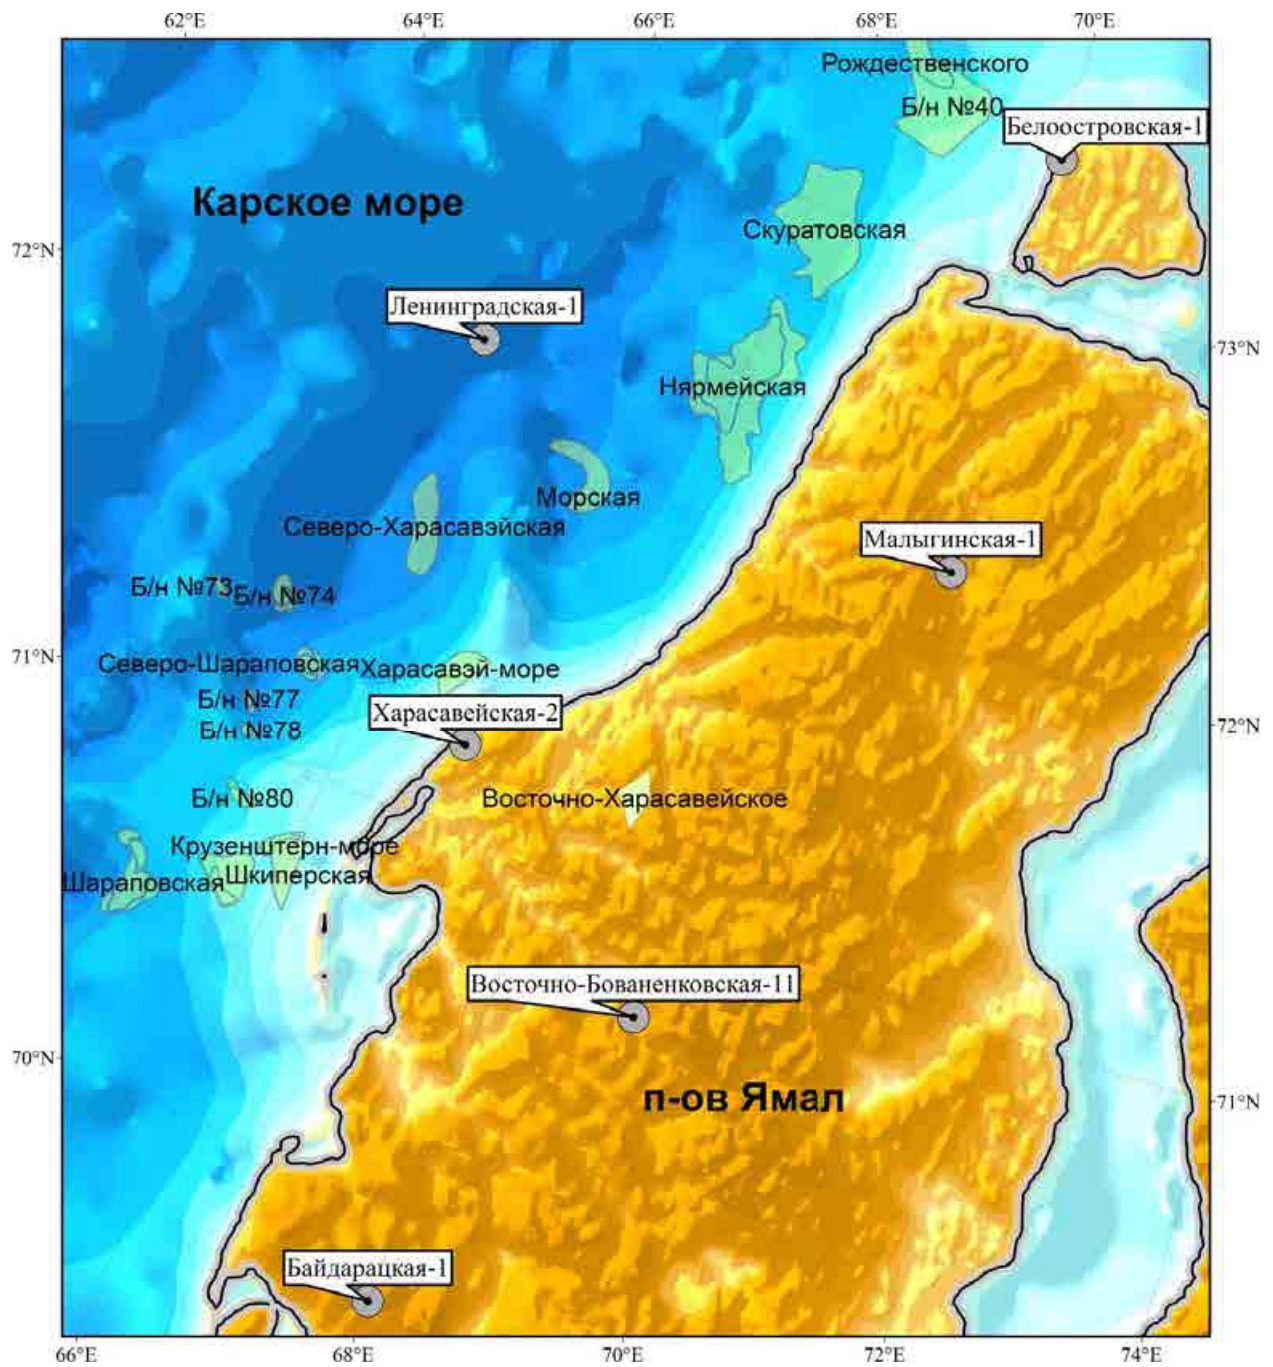 62°E 64°E 66°E 68°E 70°E
Рождественского
Б/н №40
Белоостровская-1
Карское море
Скуратовская
72°N
Ленинградская-1
73°N
Нярмейская
Морская
Северо-Харасавэйская
Малыгинская-1
Б/н №73
Б/н №74
71°N
Северо-Шараповская
Харасавэй-море
Б/н №77
Харасавейская-2
Б/н №78
72°N
Б/н №80
Восточно-Харасавейское
Крузенштерн-море
Шараповская
Шкиперская
Восточно-Бованенковская-11
70°N
п-ов Ямал
71°N
Байдарацкая-1
66°E 68°E 70°E 72°E 74°E